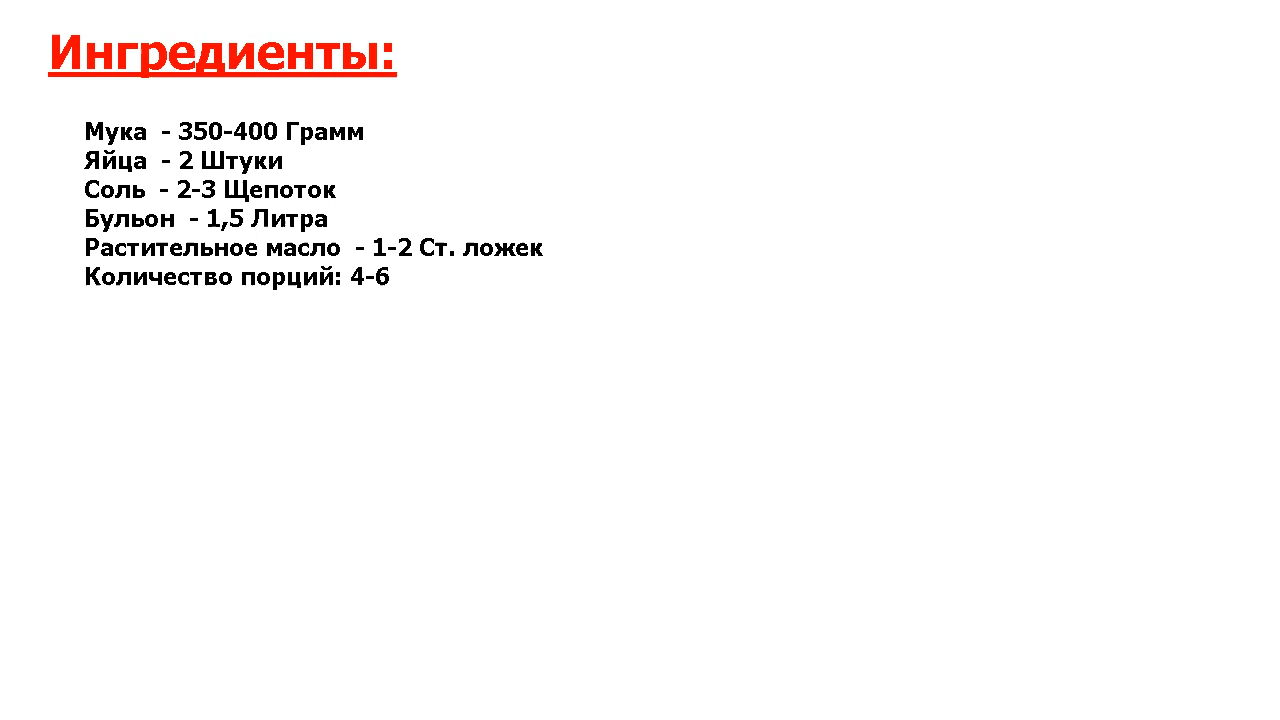 Ингредиенты:
Мука  - 350-400 Грамм
Яйца  - 2 Штуки
Соль  - 2-3 Щепоток
Бульон  - 1,5 Литра
Растительное масло  - 1-2 Ст. ложек
Количество порций: 4-6